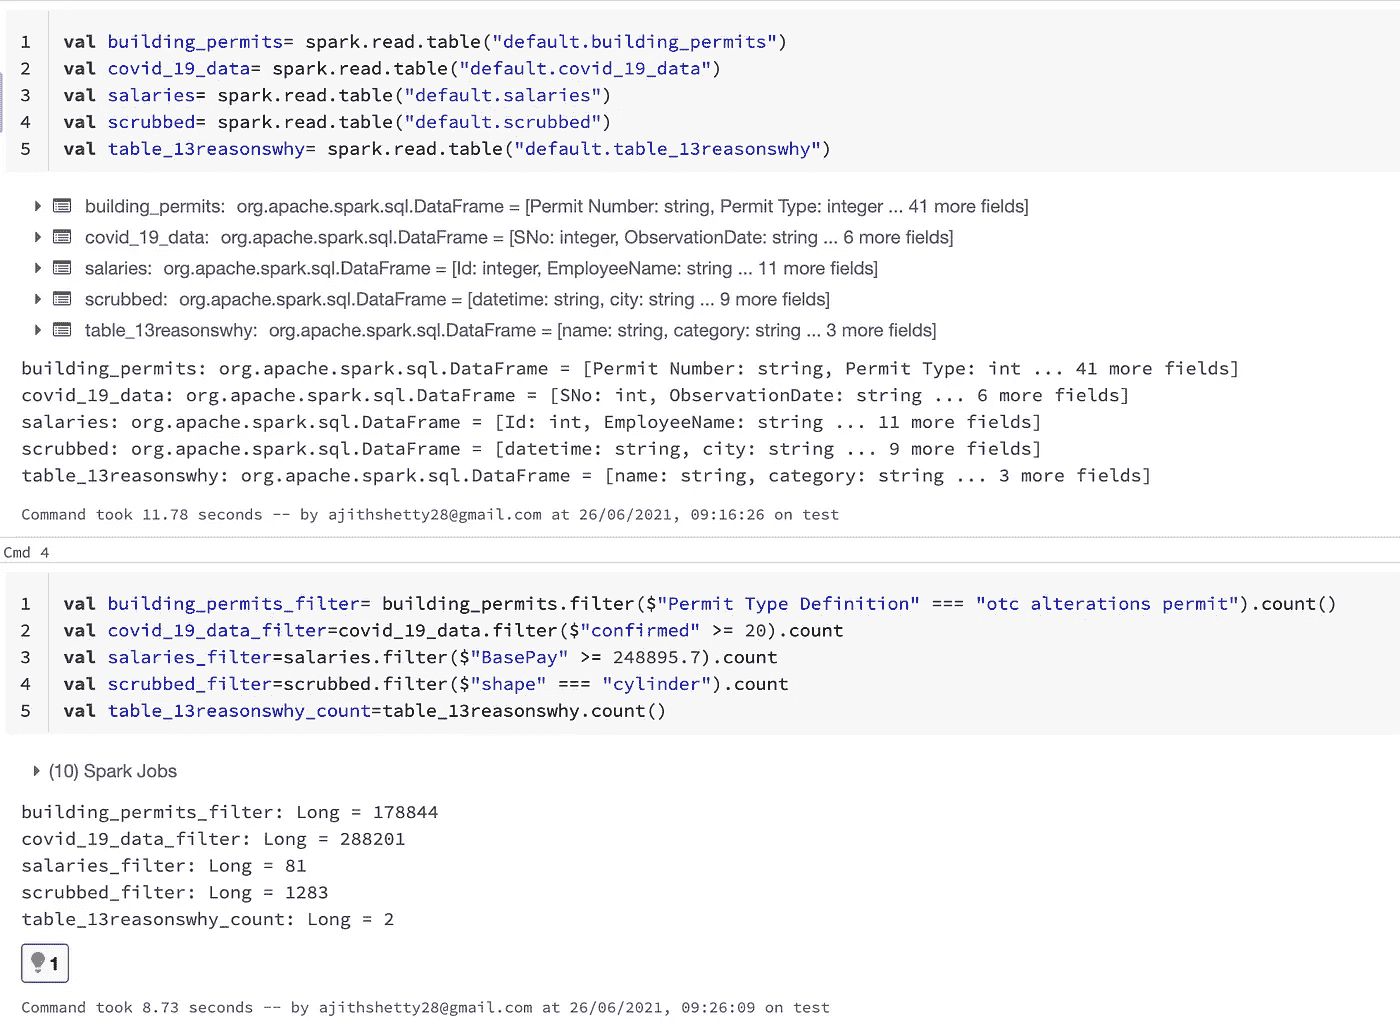 1 val building_permits= spark.read.table("default.building_permits")
2 val covid_19_data= spark.read.table("default.covid_19_data")
3 val salaries= spark.read.table("default.salaries")
4 val scrubbed= spark.read.table("default.scrubbed")
5 val table_13reasonswhy= spark.read.table("default.table_13reasonswhy")
building_permits: org.apache.spark.sql.DataFrame = [Permit Number: string, Permit Type: integer ... 41 more fields]
covid_19_data: org.apache.spark.sql.DataFrame = [SNo: integer, ObservationDate: string ... 6 more fields]
salaries: org.apache.spark.sql.DataFrame = [Id: integer, EmployeeName: string ... 11 more fields]
scrubbed: org.apache.spark.sql.DataFrame = [datetime: string, city: string ... 9 more fields]
table_13reasonswhy: org.apache.spark.sql.DataFrame = [name: string, category: string ... 3 more fields]
building_permits: org.apache.spark.sql.DataFrame = [Permit Number: string, Permit Type: int ... 41 more fields]
covid_19_data: org.apache.spark.sql.DataFrame = [SNo: int, ObservationDate: string ... 6 more fields]
salaries: org.apache.spark.sql.DataFrame = [Id: int, EmployeeName: string ... 11 more fields]
scrubbed: org.apache.spark.sql.DataFrame = [datetime: string, city: string ... 9 more fields]
table_13reasonswhy: org.apache.spark.sql.DataFrame = [name: string, category: string ... 3 more fields]
Command took 11.78 seconds -- by ajithshetty28@gmail.com at 26/06/2021, 09:16:26 on test
Cmd 4
1 val building_permits_filter= building_permits.filter($"Permit Type Definition" === "otc alterations permit").count()
2 val covid_19_data_filter=covid_19_data.filter($"confirmed" >= 20).count
3 val salaries_filter=salaries.filter($"BasePay" >= 248895.7).count
4 val scrubbed_filter=scrubbed.filter($"shape" === "cylinder").count
5 val table_13reasonswhy_count=table_13reasonswhy.count()
(10) Spark Jobs
building_permits_filter: Long = 178844
covid_19_data_filter: Long = 288201
salaries_filter: Long = 81
scrubbed_filter: Long = 1283
table_13reasonswhy_count: Long = 2
1
Command took 8.73 seconds -- by ajithshetty28@gmail.com at 26/06/2021, 09:26:09 on test